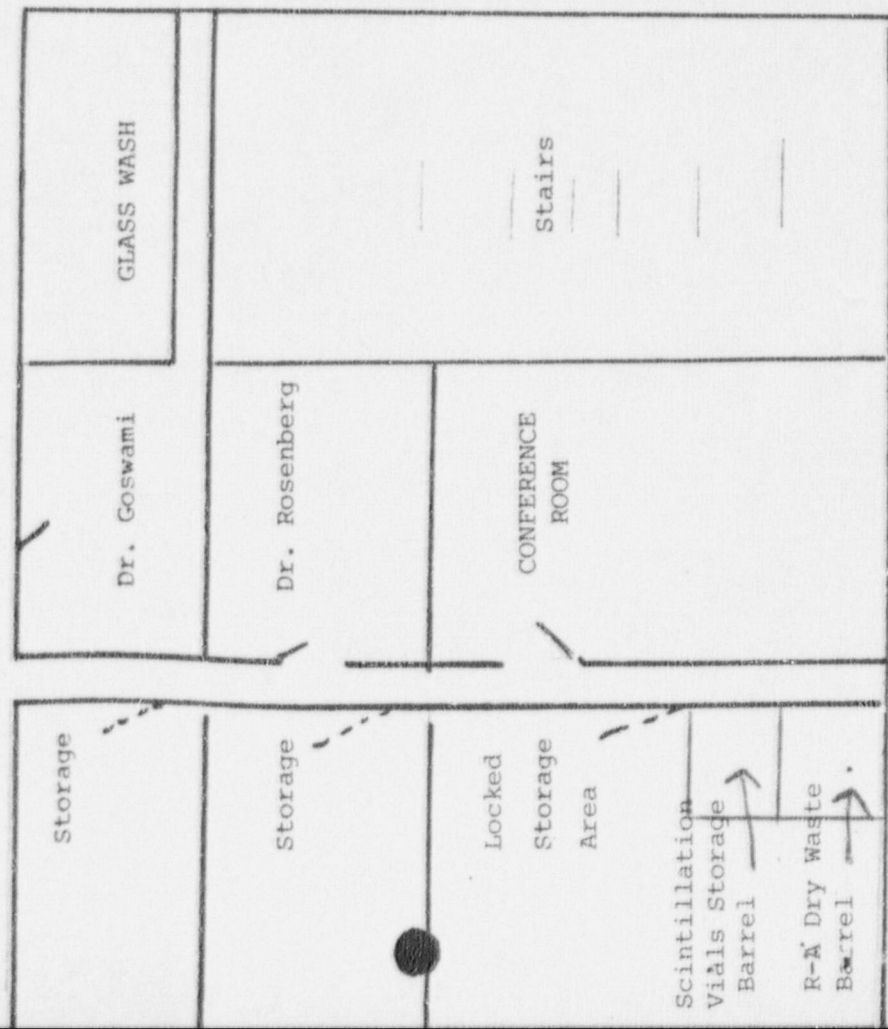 Storage
Storage
Locked
Storage
Area
Scintillation
Vials Storage
Barrel
R-A Dry Waste
Barrel
Dr. Goswami
Dr. Rosenberg
CONFERENCE
ROOM
GLASS WASH
Stairs